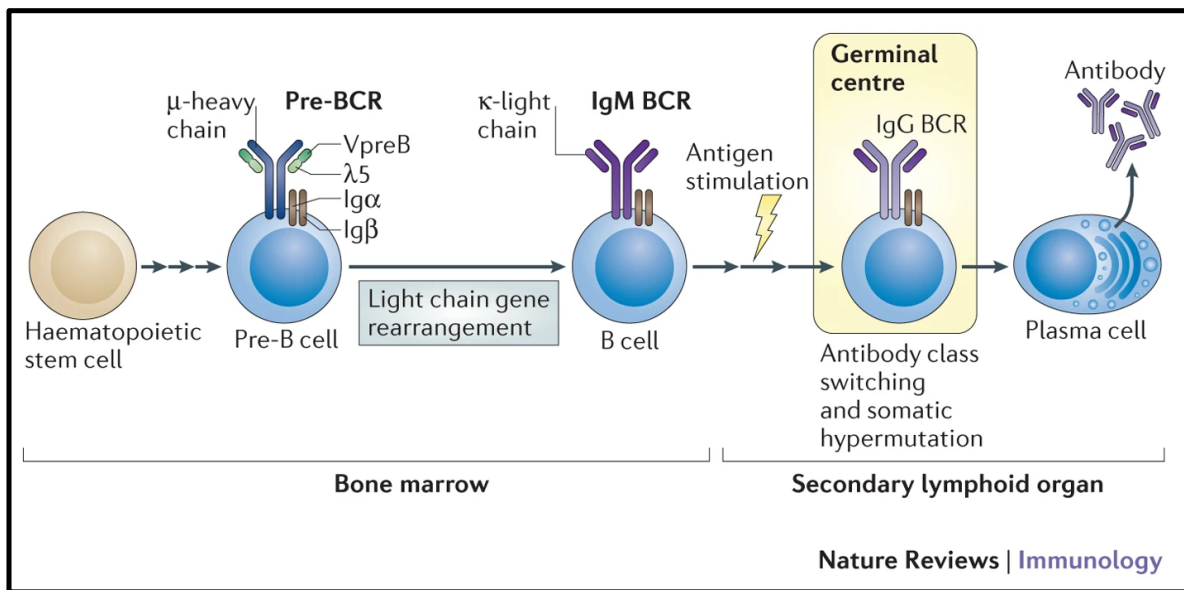 μ-heavy
chain
Pre-BCR
VpreB
λ5
Igα
Igβ
κ-light
chain
IgM BCR
Antigen
stimulation
Germinal
centre
IgG BCR
Antibody
Haematopoietic
stem cell
Pre-B cell
Light chain gene
rearrangement
B cell
Antibody class
switching
and somatic
hypermutation
Plasma cell
Bone marrow
Secondary lymphoid organ
Nature Reviews | Immunology